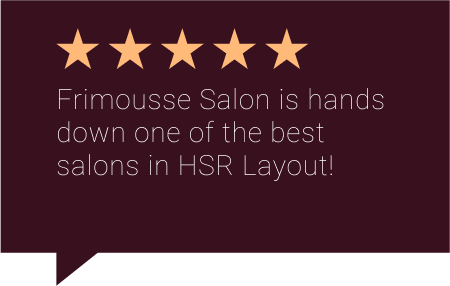 Frimousse Salon is hands
down one of the best
salons in HSR Layout!